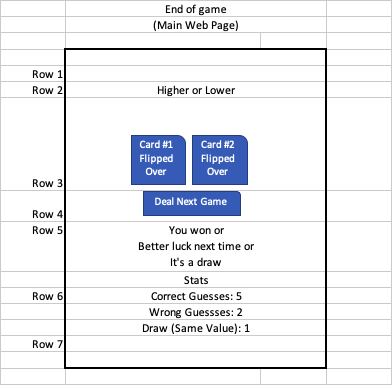 End of game
(Main Web Page)
Row 1
Row 2
Higher or Lower
Card #1
Flipped
Over
Card #2
Flipped
Over
Row 3
Deal Next Game
Row 4
Row 5
You won or
Better luck next time or
It's a draw
Stats
Row 6
Correct Guesses: 5
Wrong Guessses: 2
Draw (Same Value): 1
Row 7